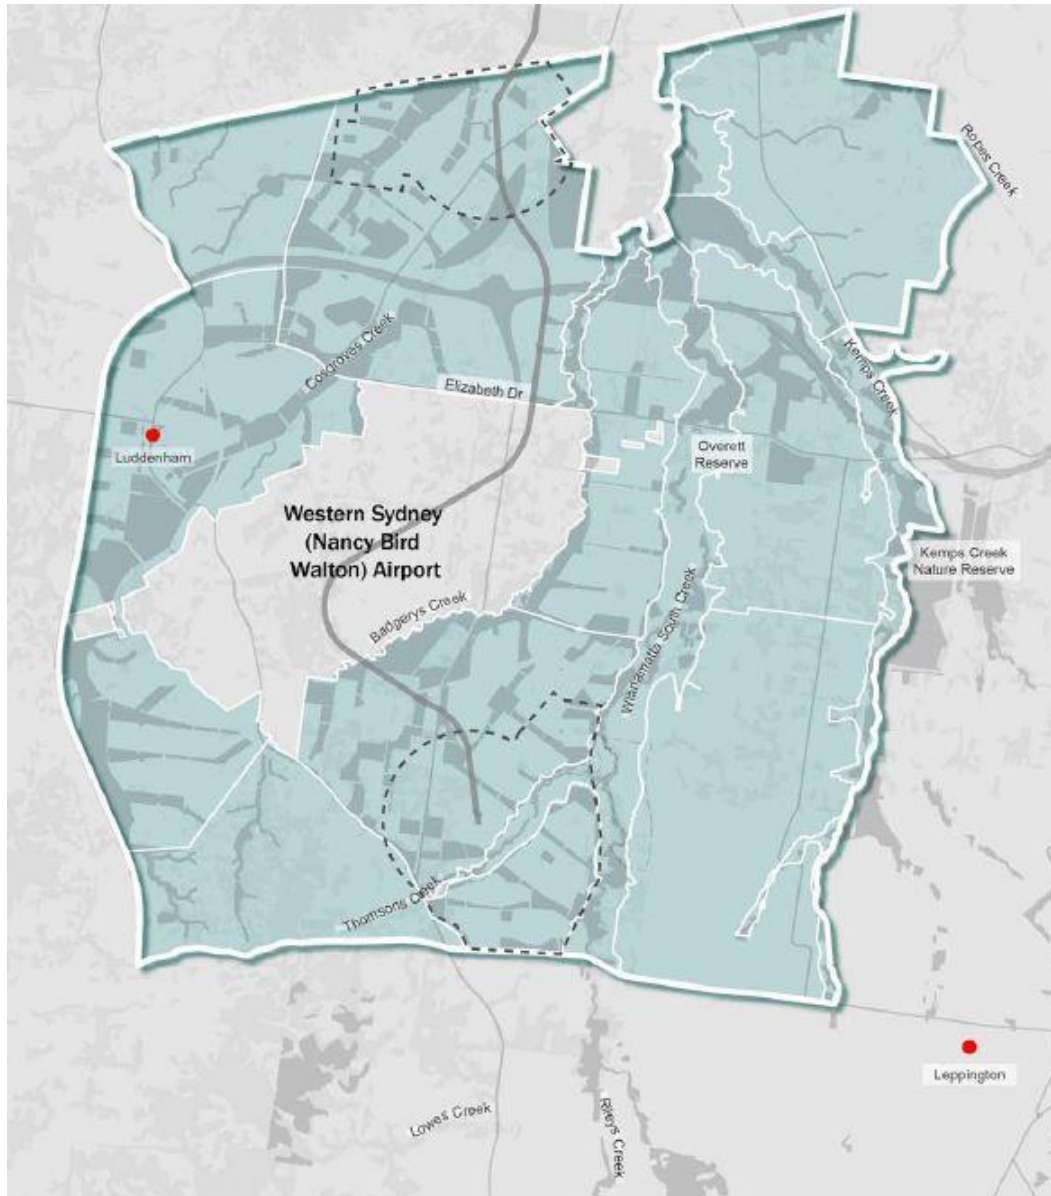 Ropes Creek
Cosgroves Creek
Kemps Creek
Elizabeth Dr
Luddenham
Overett
Reserve
Western Sydney
(Nancy Bird
Walton) Airport
Kemps Creek
Nature Reserve
Badgerys Creek
Wianamatta South Creek
Thomsons Creek
Leppington
Lowes Creek
Rileys Creek